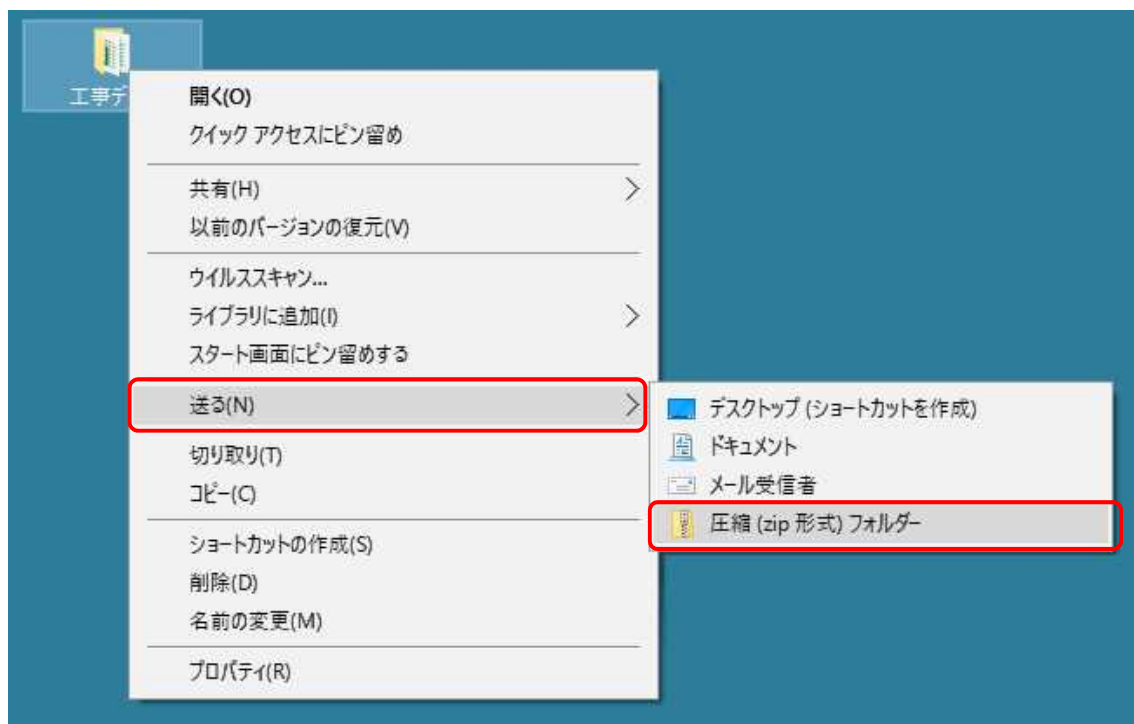 工事デ
開く(O)
クイック アクセスにピン留め
共有(H)
以前のバージョンの復元(V)
ウイルススキャン...
ライブラリに追加(I)
スタート画面にピン留めする
送る(N)
デスクトップ (ショートカットを作成)
ドキュメント
メール受信者
圧縮 (zip 形式) フォルダー
切り取り(T)
コピー(C)
ショートカットの作成(S)
削除(D)
名前の変更(M)
プロパティ(R)